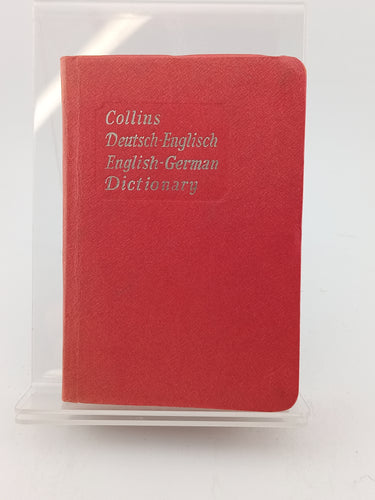 Collins
Deutsch-Englisch
English-German
Dictionary